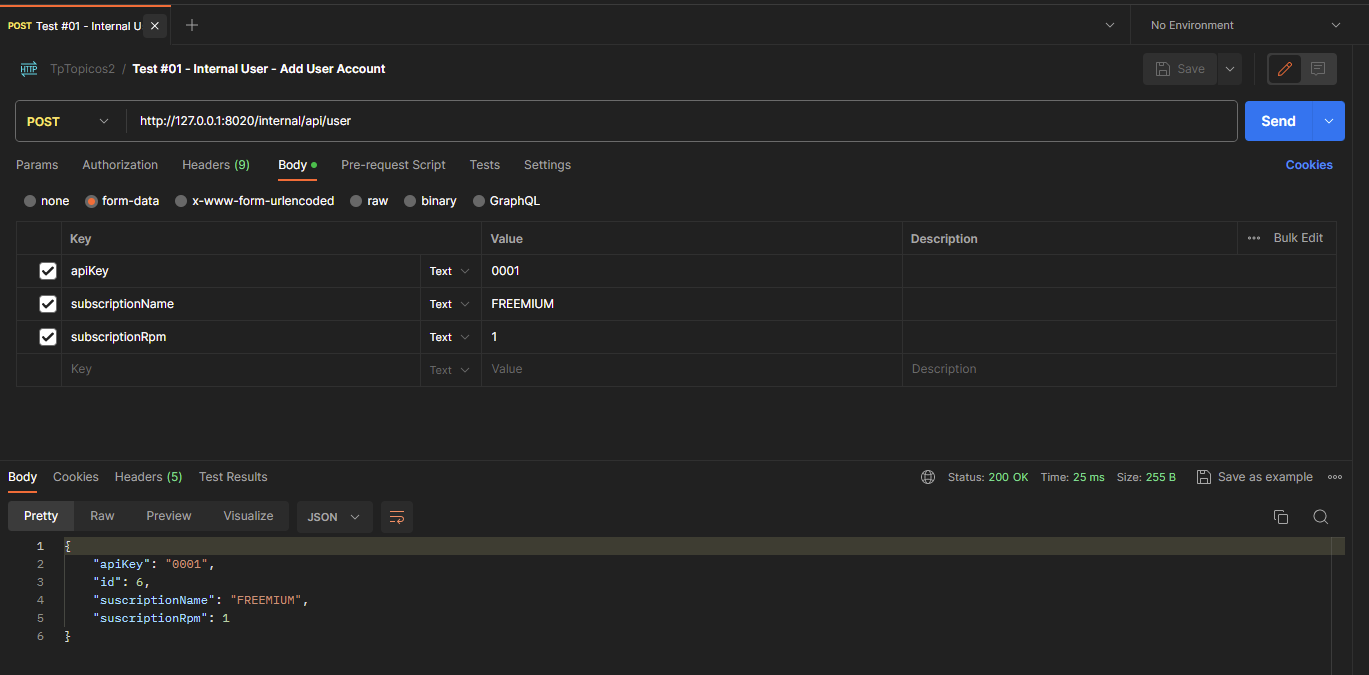 POST Test #01 - Internal U
No Environment
HTTP TpTopicos2 / Test #01 - Internal User - Add User Account
Save
POST http://127.0.0.1:8020/internal/api/user
Send
Params Authorization Headers (9) Body Pre-request Script Tests Settings Cookies
none form-data x-www-form-urlencoded raw binary GraphQL
Key Value Description Bulk Edit
apiKey Text 0001
subscriptionName Text FREEMIUM
subscriptionRpm Text 1
Key Text Value Description
Body Cookies Headers (5) Test Results Status: 200 OK Time: 25 ms Size: 255 B Save as example
Pretty Raw Preview Visualize JSON
1 {
2 "apiKey": "0001",
3 "id": 6,
4 "suscriptionName": "FREEMIUM",
5 "suscriptionRpm": 1
6 }